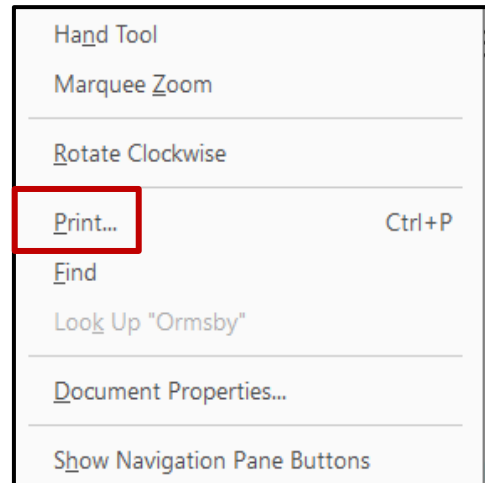 Hand Tool
Marquee Zoom
Rotate Clockwise
Print... Ctrl+P
Find
Look Up "Ormsby"
Document Properties...
Show Navigation Pane Buttons